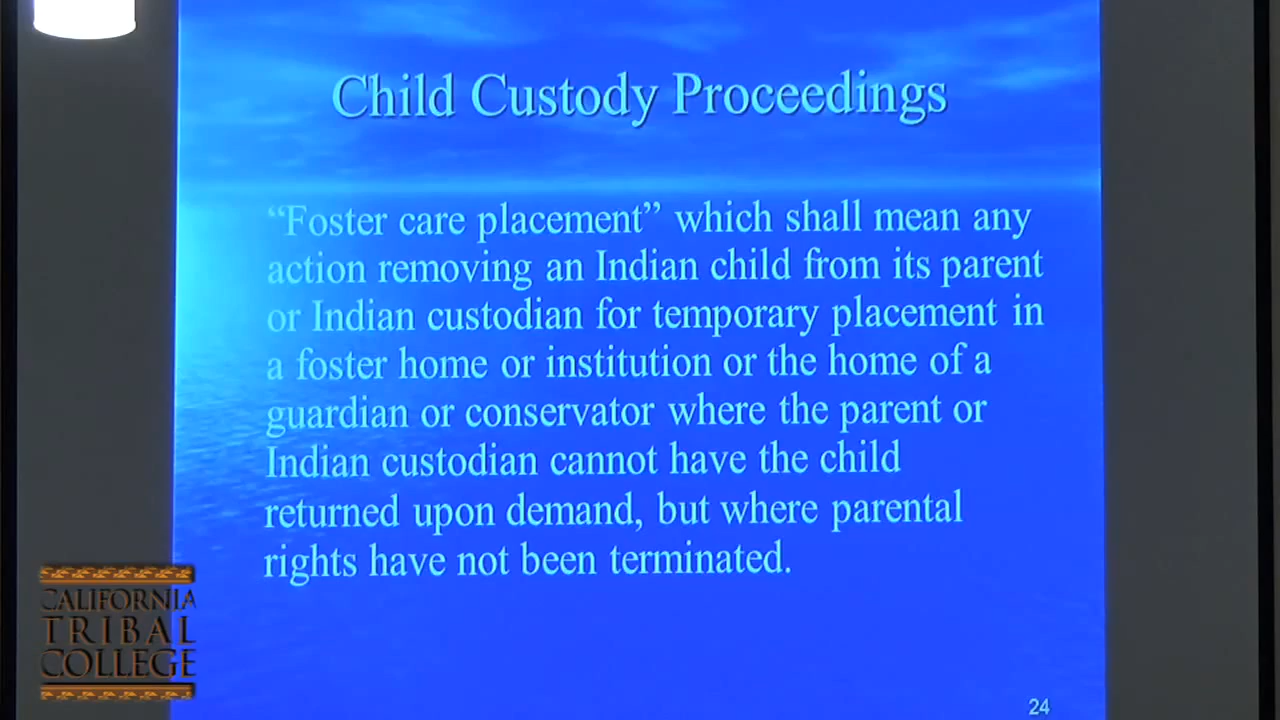 Child Custody Proceedings
“Foster care placement” which shall mean any
action removing an Indian child from its parent
or Indian custodian for temporary placement in
a foster home or institution or the home of a
guardian or conservator where the parent or
Indian custodian cannot have the child
returned upon demand, but where parental
rights have not been terminated.
CALIFORNIA
TRIBAL
COLLEGE
24